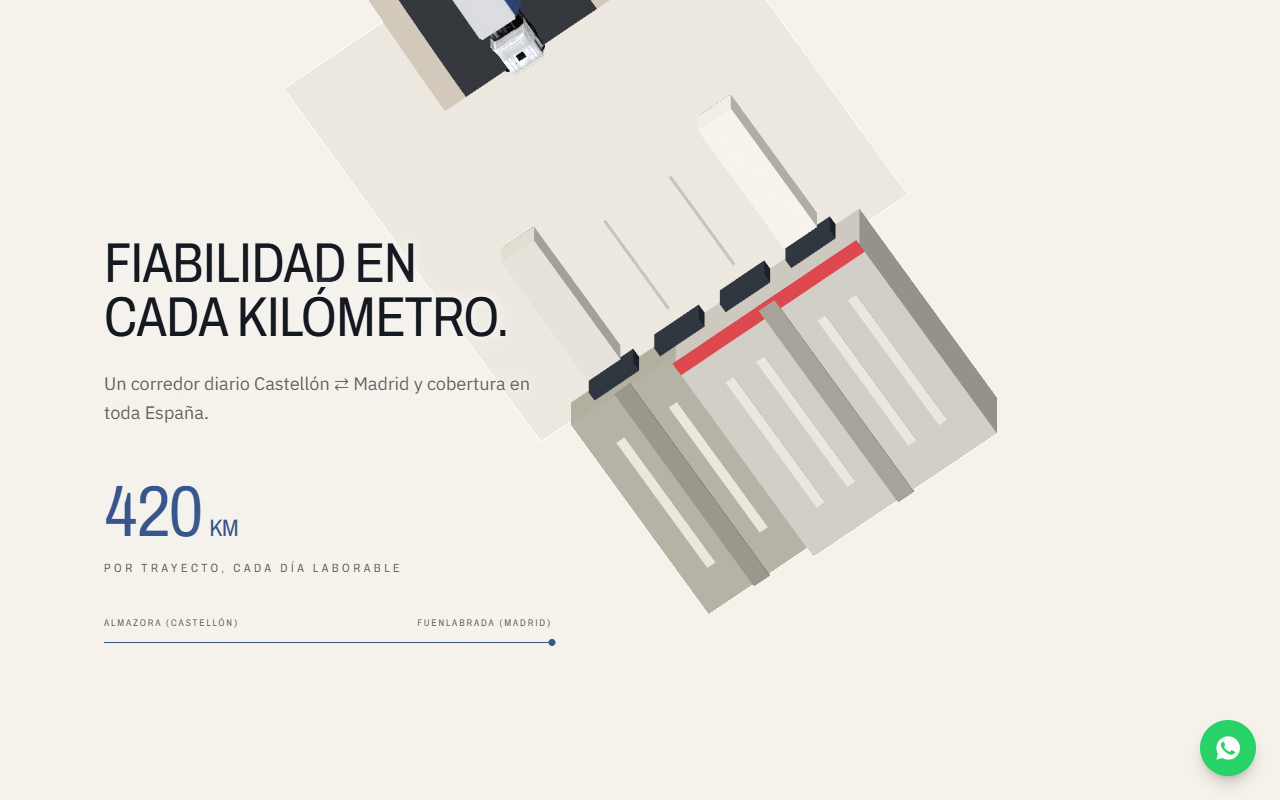 FIABILIDAD EN
CADA KILÓMETRO.
Un corredor diario Castellón ⇄ Madrid y cobertura en
toda España.
420 KM
POR TRAYECTO, CADA DÍA LABORABLE
ALMAZORA (CASTELLÓN) FUENLABRADA (MADRID)